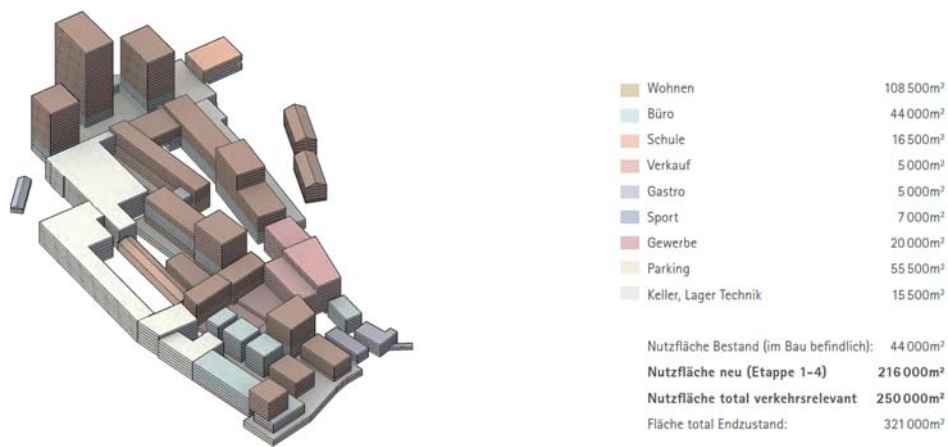 Wohnen 108 500m²
Büro 44 000m²
Schule 16 500m²
Verkauf 5 000m²
Gastro 5 000m²
Sport 7 000m²
Gewerbe 20 000m²
Parking 55 500m²
Keller, Lager Technik 15 500m²
Nutzfläche Bestand (im Bau befindlich): 44 000m²
Nutzfläche neu (Etappe 1-4) 216 000m²
Nutzfläche total verkehrsrelevant 250 000m²
Fläche total Endzustand: 321 000m²